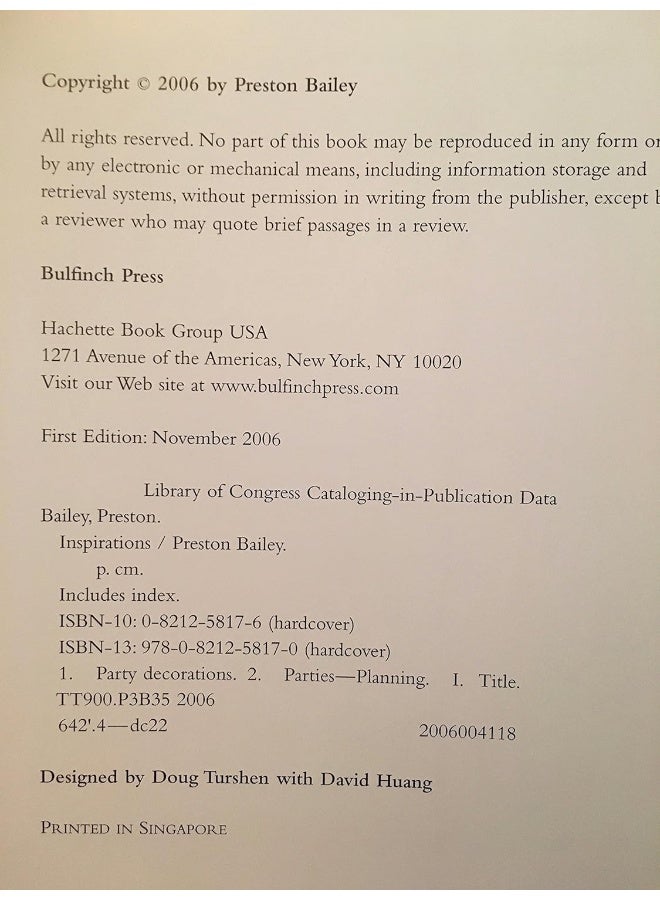 Copyright © 2006 by Preston Bailey
All rights reserved. No part of this book may be reproduced in any form or
by any electronic or mechanical means, including information storage and
retrieval systems, without permission in writing from the publisher, except
a reviewer who may quote brief passages in a review.
Bulfinch Press
Hachette Book Group USA
1271 Avenue of the Americas, New York, NY 10020
Visit our Web site at www.bulfinchpress.com
First Edition: November 2006
Library of Congress Cataloging-in-Publication Data
Bailey, Preston.
Inspirations / Preston Bailey.
p. cm.
Includes index.
ISBN-10: 0-8212-5817-6 (hardcover)
ISBN-13: 978-0-8212-5817-0 (hardcover)
1. Party decorations. 2. Parties—Planning. I. Title.
TT900.P3B35 2006
642'.4—dc22 2006004118
Designed by Doug Turshen with David Huang
PRINTED IN SINGAPORE